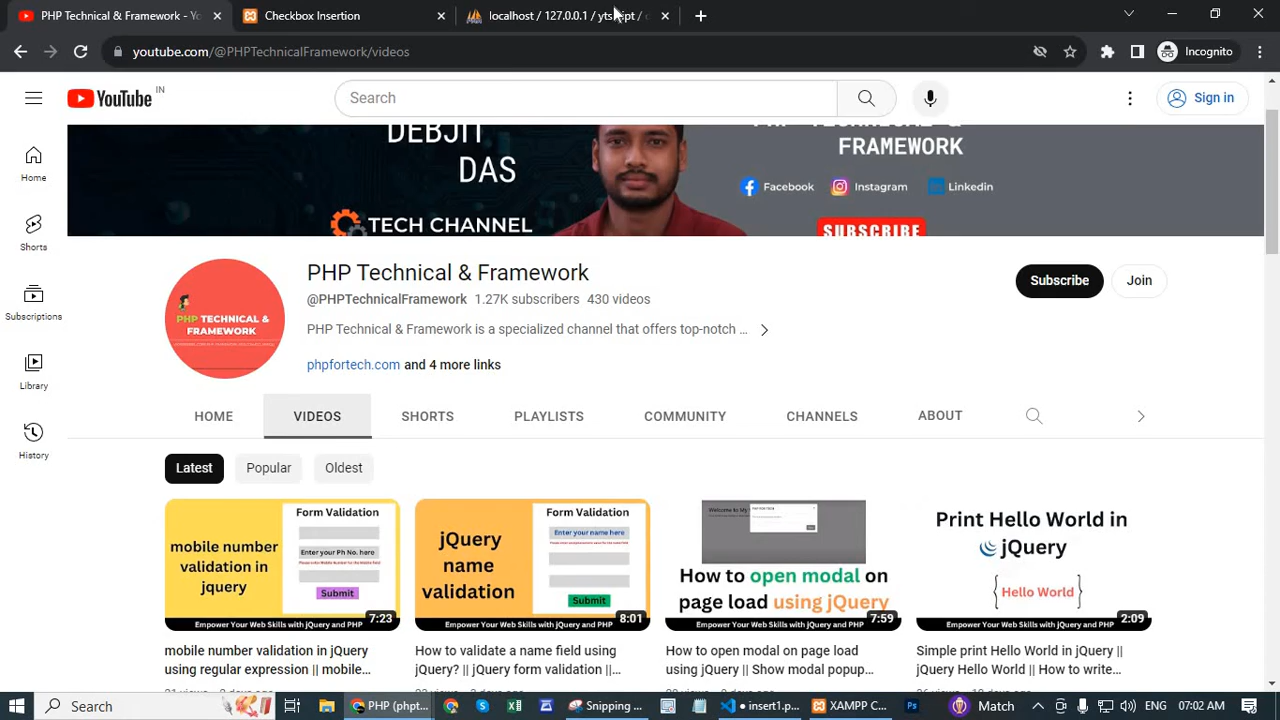 PHP Technical & Framework -
Checkbox Insertion
localhost / 127.0.0.1 /
youtube.com/@PHPTechnicalFramework/videos
Incognito
YouTube
IN
Search
Sign in
DEBJIT
DAS
TECH CHANNEL
FRAMEWORK
Facebook
Instagram
Linkedin
SUBSCRIBE
Home
Shorts
Subscriptions
Library
History
PHP TECHNICAL &
FRAMEWORK
PHP Technical & Framework
@PHPTechnicalFramework 1.27K subscribers 430 videos
PHP Technical & Framework is a specialized channel that offers top-notch ...
phpfortech.com and 4 more links
Subscribe
Join
HOME
VIDEOS
SHORTS
PLAYLISTS
COMMUNITY
CHANNELS
ABOUT
Latest
Popular
Oldest
mobile number
validation in
jquery
Form Validation
Enter your Ph No. here
Submit
Empower Your Web Skills with jQuery and PHP
7:23
jQuery
name
validation
Form Validation
Enter your name here
Submit
Empower Your Web Skills with jQuery and PHP
8:01
How to open modal on
page load using jQuery
Empower Your Web Skills with jQuery and PHP
7:59
Print Hello World in
jQuery
Hello World
Empower Your Web Skills with jQuery and PHP
2:09
mobile number validation in jQuery
using regular expression || mobile...
How to validate a name field using
jQuery? || jQuery form validation ||...
How to open modal on page load
using jQuery || Show modal popup...
Simple print Hello World in jQuery ||
jQuery Hello World || How to write...
Search
PHP (phpt...
Snipping ...
insert1.p...
XAMPP C...
Match
ENG
07:02 AM